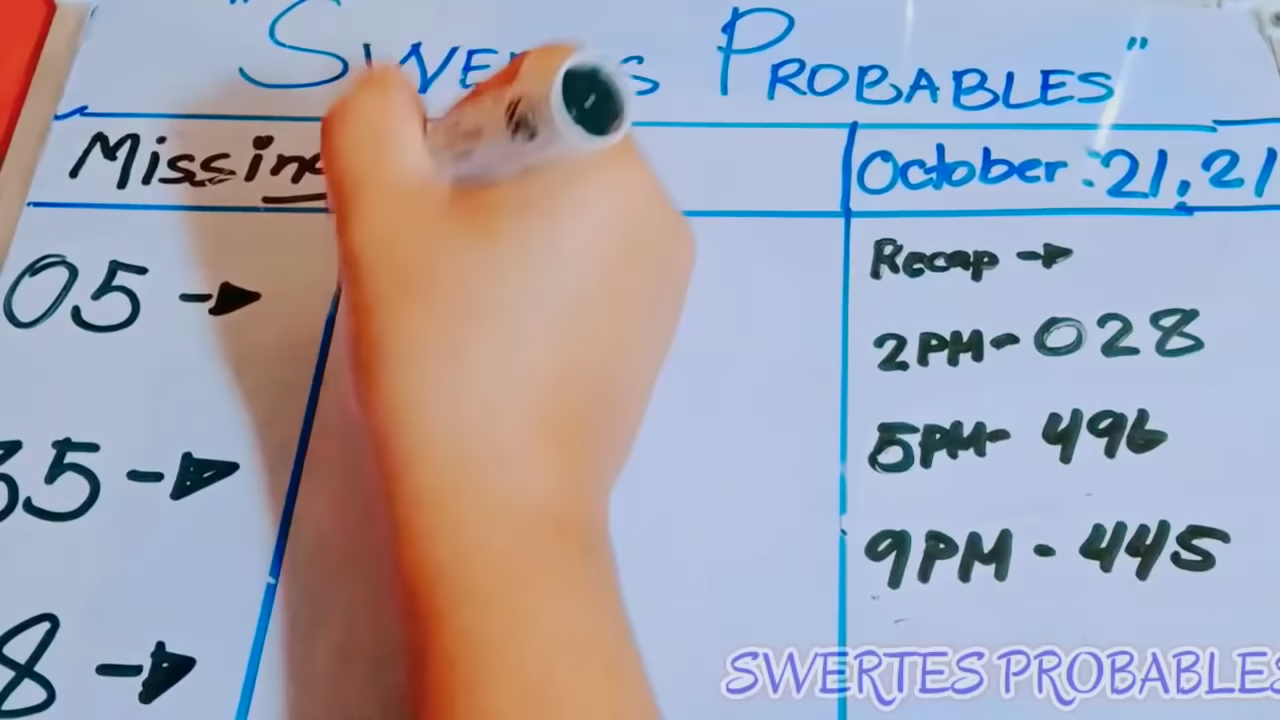 " Probables "
October : 21, 21
05 →
Recap →
2PM- 028
5PM- 496
35 →
9PM - 445
8 →
SWERTES PROBABLES